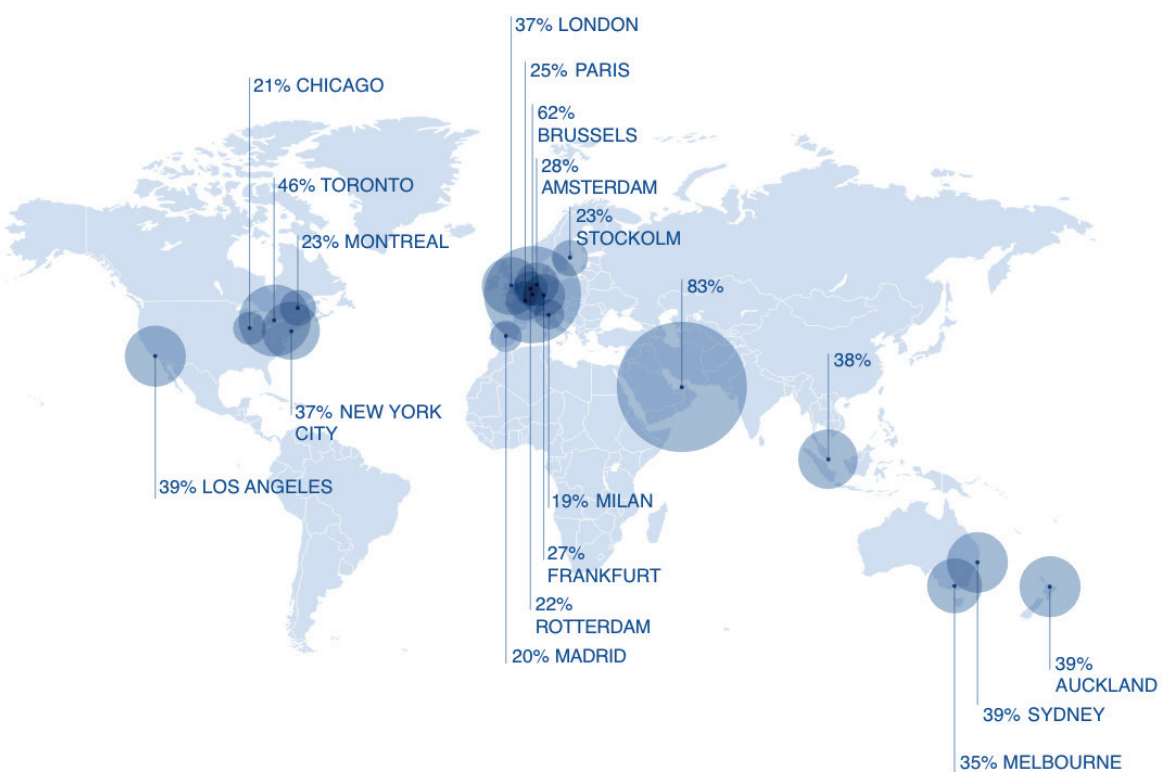 37% LONDON
25% PARIS
21% CHICAGO
62%
BRUSSELS
28%
AMSTERDAM
46% TORONTO
23%
STOCKOLM
23% MONTREAL
83%
38%
37% NEW YORK
CITY
39% LOS ANGELES
19% MILAN
27%
FRANKFURT
22%
ROTTERDAM
20% MADRID
39%
AUCKLAND
39% SYDNEY
35% MELBOURNE